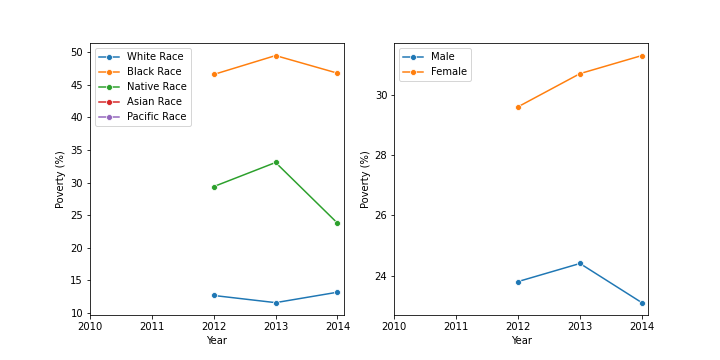 White Race
Black Race
Native Race
Asian Race
Pacific Race
50
45
40
35
30
25
20
15
10
Poverty (%)
2010 2011 2012 2013 2014
Year
Male
Female
30
28
26
24
Poverty (%)
2010 2011 2012 2013 2014
Year